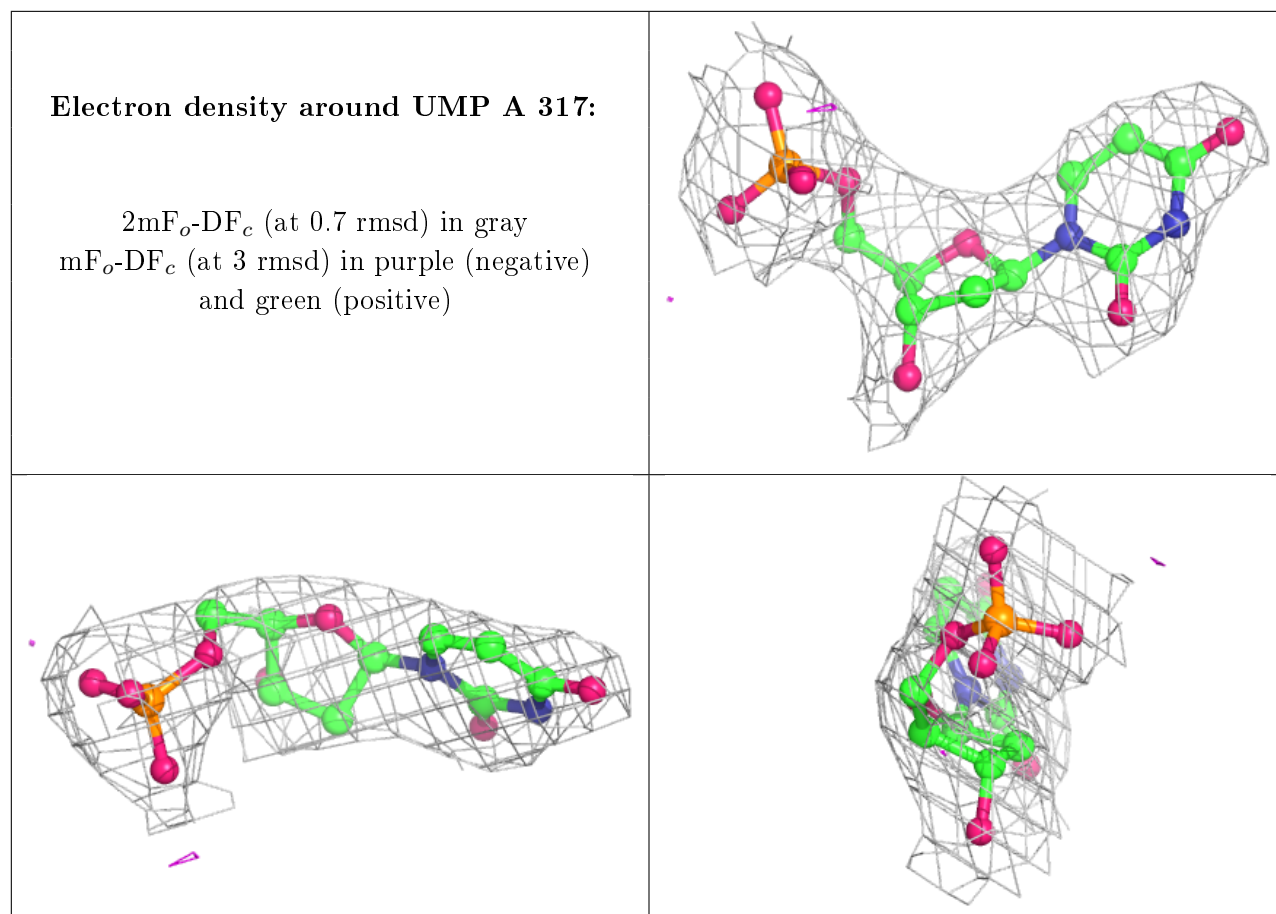 Electron density around UMP A 317:
2mFo-DFc (at 0.7 rmsd) in gray
mFo-DFc (at 3 rmsd) in purple (negative)
and green (positive)